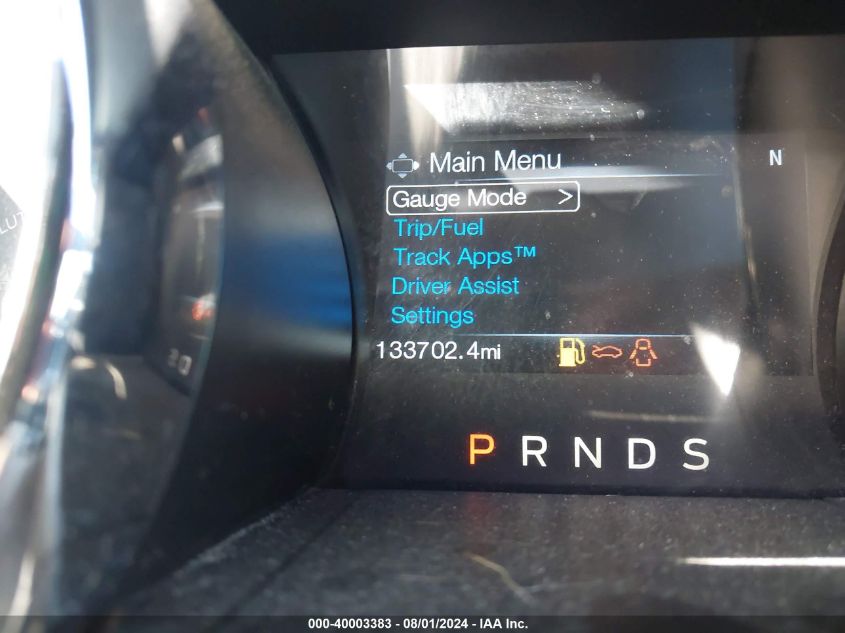 Main Menu
N
Gauge Mode >
Trip/Fuel
Track Apps™
Driver Assist
Settings
133702.4mi
P R N D S
000-40003383 - 08/01/2024 - IAA Inc.